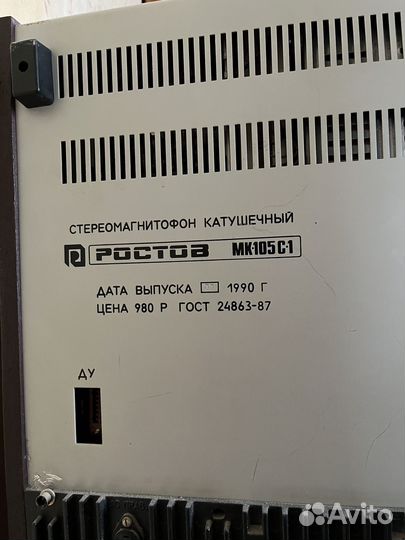 СТЕРЕОМАГНИТОФОН КАТУШЕЧНЫЙ
РОСТОВ МК105С-1
ДАТА ВЫПУСКА 1990 Г
ЦЕНА 980 Р ГОСТ 24863-87
ДУ
Avito